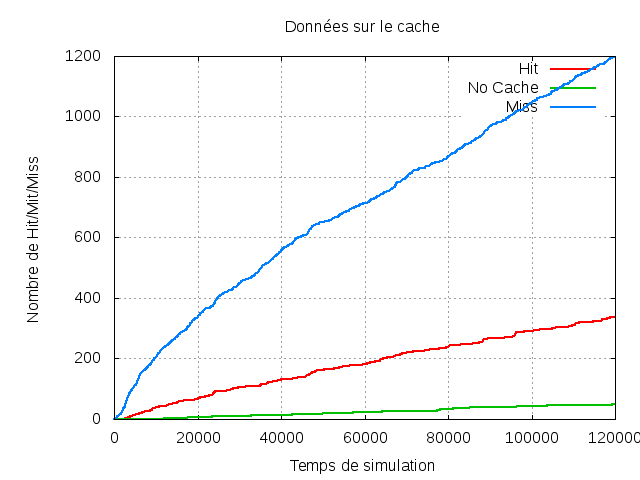 Données sur le cache
1200
1000
800
600
400
200
0
Nombre de Hit/Mit/Miss
Hit
No Cache
Miss
0 20000 40000 60000 80000 100000 120000
Temps de simulation